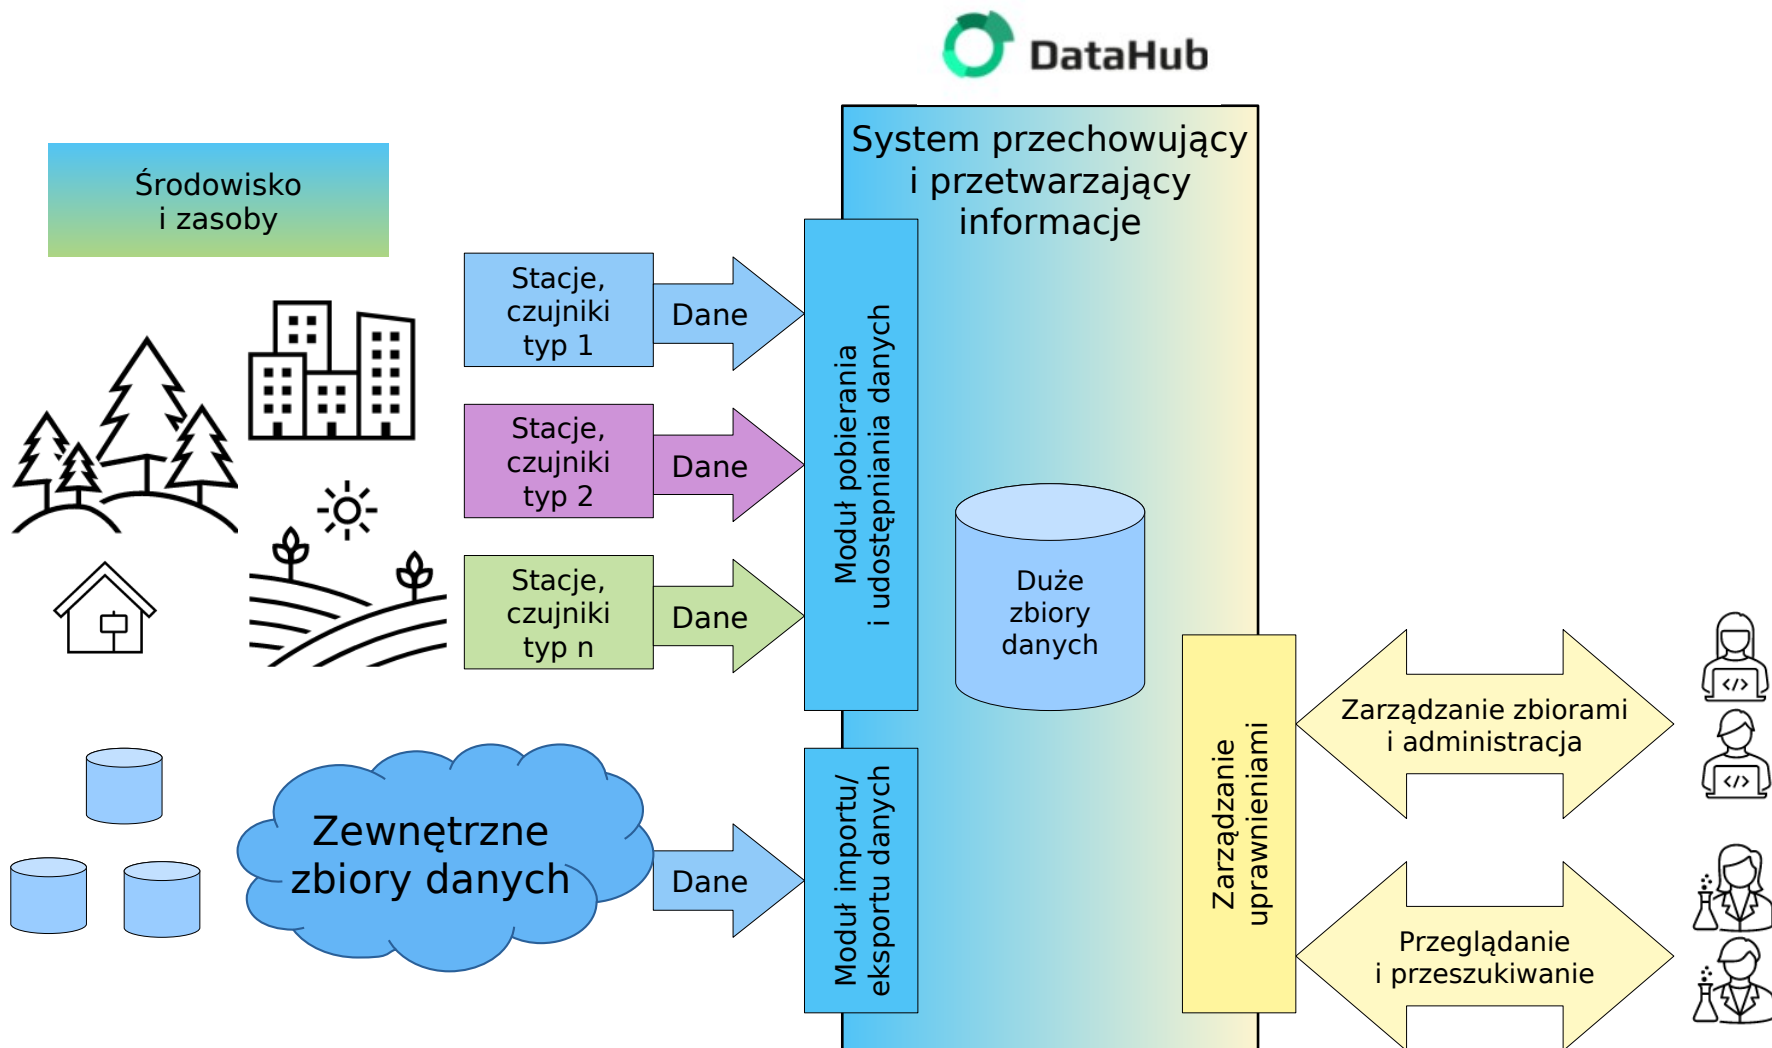 DataHub
System przechowujący
i przetwarzający
informacje
Środowisko
i zasoby
Stacje,
czujniki
typ 1
Dane
Stacje,
czujniki
typ 2
Dane
Stacje,
czujniki
typ n
Dane
Moduł pobierania
i udostępniania danych
Duże
zbiory
danych
Zewnętrzne
zbiory danych
Dane
Moduł importu/
eksportu danych
Zarządzanie
uprawnieniami
Zarządzanie zbiorami
i administracja
</>
</>
Przeglądanie
i przeszukiwanie